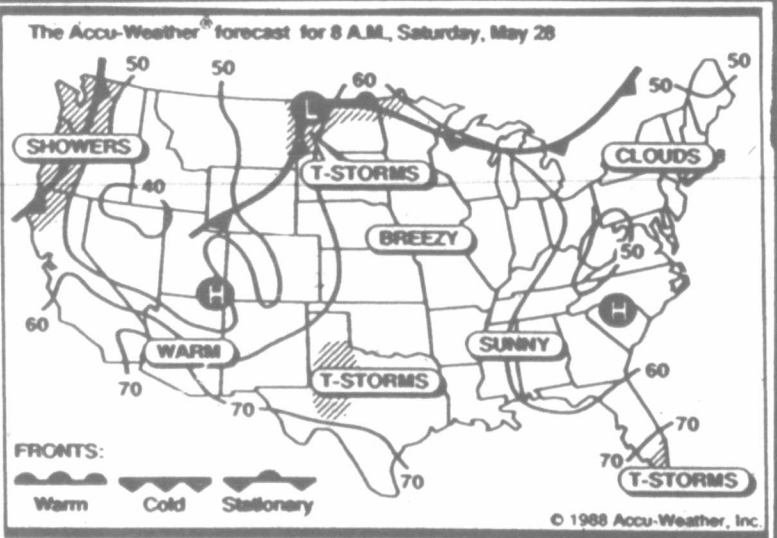 The Accu-Weather® forecast for 8 A.M., Saturday, May 28
50
50
60
50
50
L
SHOWERS
T-STORMS
CLOUDS
40
BREEZY
50
H
H
60
WARM
SUNNY
70
T-STORMS
60
70
70
70
70
T-STORMS
FRONTS:
Warm
Cold
Stationary
© 1988 Accu-Weather, Inc.